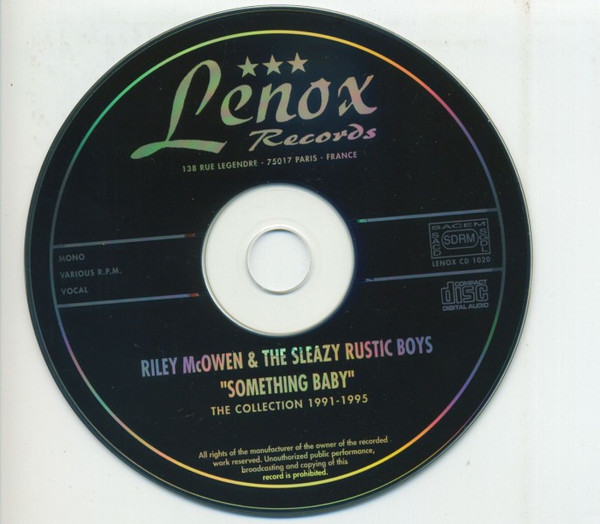 Lenox
Records
138 RUE LEGENDRE - 75017 PARIS - FRANCE
MONO
VARIOUS R.P.M.
VOCAL
SACEM
SACD SDRM SGDL
LENOX CD 1020
COMPACT
disc
DIGITAL AUDIO
RILEY McOWEN & THE SLEAZY RUSTIC BOYS
"SOMETHING BABY"
THE COLLECTION 1991-1995
All rights of the manufacturer of the owner of the recorded
work reserved. Unauthorized public performance,
broadcasting and copying of this
record is prohibited.